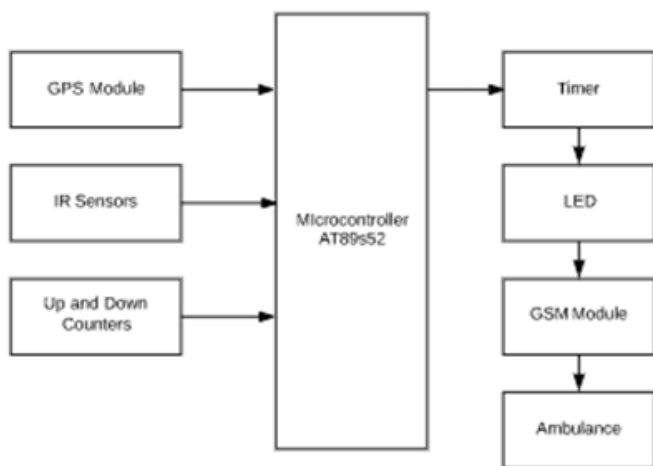 GPS Module
IR Sensors
Up and Down
Counters
MIcrocontroller
AT89s52
Timer
LED
GSM Module
Ambulance